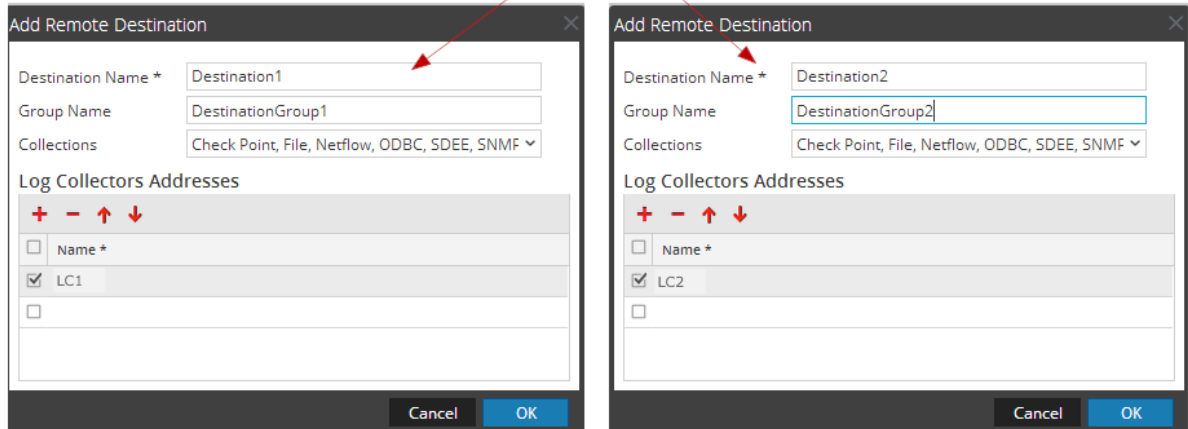 Add Remote Destination
Destination Name * Destination1
Group Name DestinationGroup1
Collections Check Point, File, Netflow, ODBC, SDEE, SNMP
Log Collectors Addresses
Name *
LC1
Cancel OK
Add Remote Destination
Destination Name * Destination2
Group Name DestinationGroup2
Collections Check Point, File, Netflow, ODBC, SDEE, SNMP
Log Collectors Addresses
Name *
LC2
Cancel OK